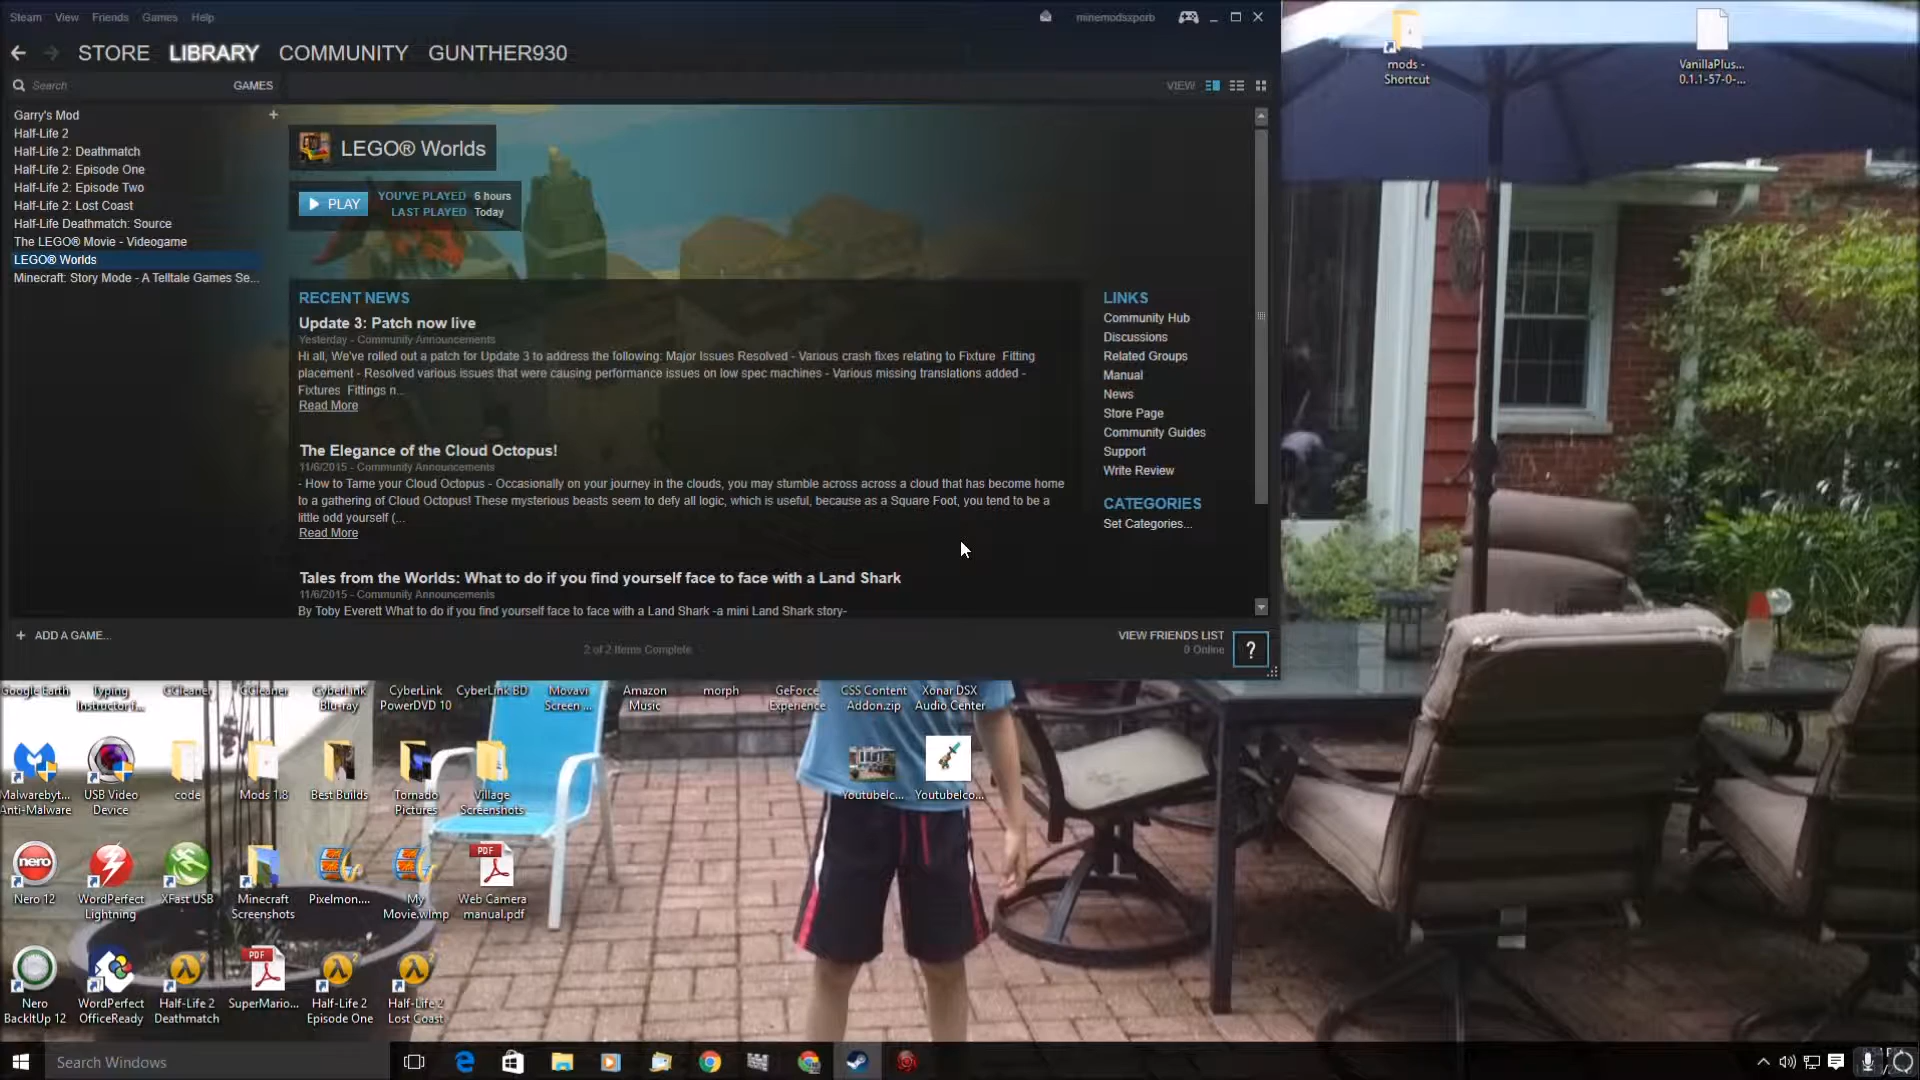 Steam View Friends Games Help
minemodsxpcrb
STORE LIBRARY COMMUNITY GUNTHER930
Search
GAMES
VIEW
Garry's Mod
Half-Life 2
Half-Life 2: Deathmatch
Half-Life 2: Episode One
Half-Life 2: Episode Two
Half-Life 2: Lost Coast
Half-Life Deathmatch: Source
The LEGO® Movie - Videogame
LEGO® Worlds
Minecraft: Story Mode - A Telltale Games Se...
LEGO® Worlds
PLAY
YOU'VE PLAYED 6 hours
LAST PLAYED Today
RECENT NEWS
Update 3: Patch now live
Yesterday - Community Announcements
Hi all, We've rolled out a patch for Update 3 to address the following: Major Issues Resolved - Various crash fixes relating to Fixture Fitting
placement - Resolved various issues that were causing performance issues on low spec machines - Various missing translations added -
Fixtures Fittings n...
Read More
The Elegance of the Cloud Octopus!
11/6/2015 - Community Announcements
- How to Tame your Cloud Octopus - Occasionally on your journey in the clouds, you may stumble across across a cloud that has become home
to a gathering of Cloud Octopus! These mysterious beasts seem to defy all logic, which is useful, because as a Square Foot, you tend to be a
little odd yourself (...
Read More
Tales from the Worlds: What to do if you find yourself face to face with a Land Shark
11/6/2015 - Community Announcements
By Toby Everett What to do if you find yourself face to face with a Land Shark -a mini Land Shark story-
LINKS
Community Hub
Discussions
Related Groups
Manual
News
Store Page
Community Guides
Support
Write Review
CATEGORIES
Set Categories...
+ ADD A GAME...
2 of 2 Items Complete
VIEW FRIENDS LIST
0 Online
?
mods -
Shortcut
VanillaPlus...
0.1.1-57-0-...
Google Earth
Typing
Instructor f...
CCleaner
CCleaner
CyberLink
Blu-ray
CyberLink
PowerDVD 10
CyberLink BD
Movavi
Screen ...
Amazon
Music
morph
GeForce
Experience
CSS Content
Addon.zip
Xonar DSX
Audio Center
Malwarebyt...
Anti-Malware
USB Video
Device
code
Mods 1.8
Best Builds
Tornado
Pictures
Village
Screenshots
YoutubeIc...
YoutubeIco...
nero
Nero 12
WordPerfect
Lightning
XFast USB
Minecraft
Screenshots
Pixelmon....
My
Movie.wlmp
PDF
Web Camera
manual.pdf
Nero
BackItUp 12
WordPerfect
OfficeReady
Half-Life 2
Deathmatch
PDF
SuperMario...
Half-Life 2
Episode One
Half-Life 2
Lost Coast
Search Windows